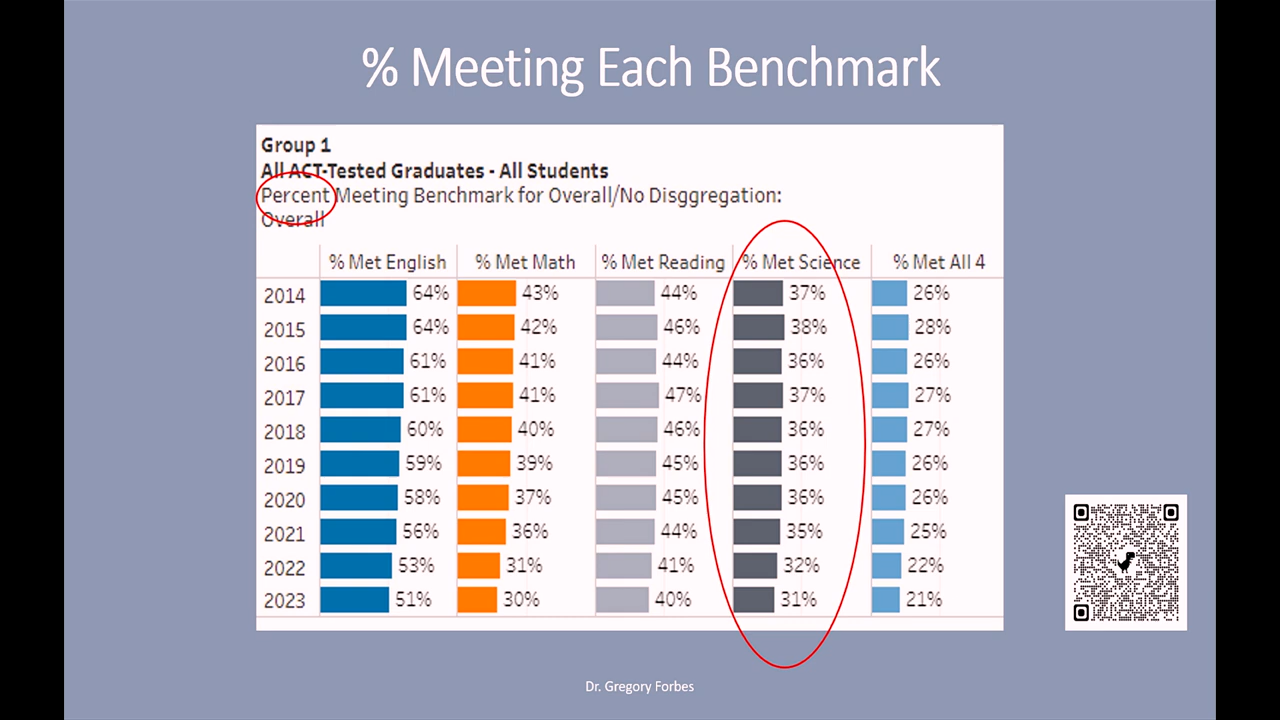 % Meeting Each Benchmark
Group 1
All ACT-Tested Graduates - All Students
Percent Meeting Benchmark for Overall/No Disggregation:
Overall
% Met English % Met Math % Met Reading % Met Science % Met All 4
2014 64% 43% 44% 37% 26%
2015 64% 42% 46% 38% 28%
2016 61% 41% 44% 36% 26%
2017 61% 41% 47% 37% 27%
2018 60% 40% 46% 36% 27%
2019 59% 39% 45% 36% 26%
2020 58% 37% 45% 36% 26%
2021 56% 36% 44% 35% 25%
2022 53% 31% 41% 32% 22%
2023 51% 30% 40% 31% 21%
Dr. Gregory Forbes